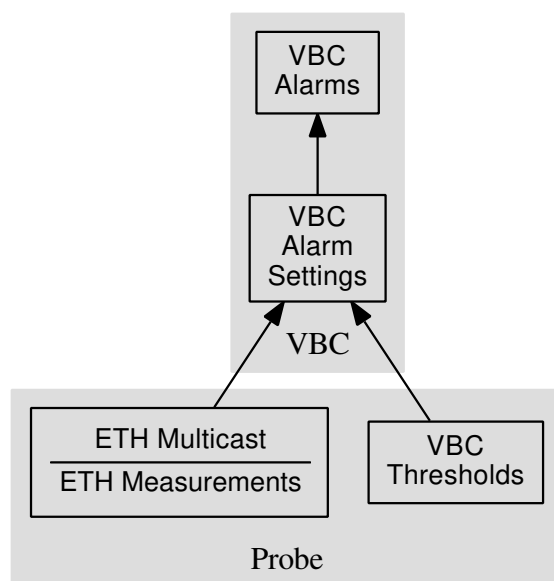 VBC
Alarms
VBC
Alarm
Settings
VBC
ETH Multicast
ETH Measurements
VBC
Thresholds
Probe